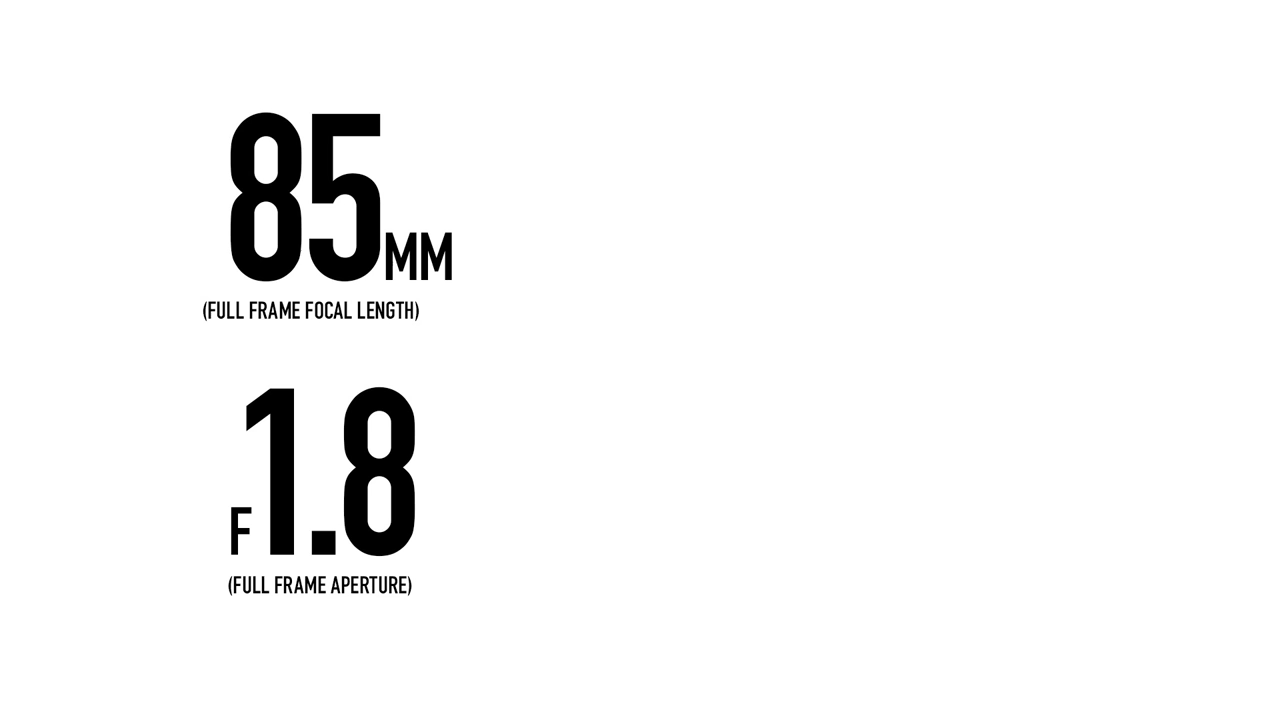 85MM
(FULL FRAME FOCAL LENGTH)
F1.8
(FULL FRAME APERTURE)